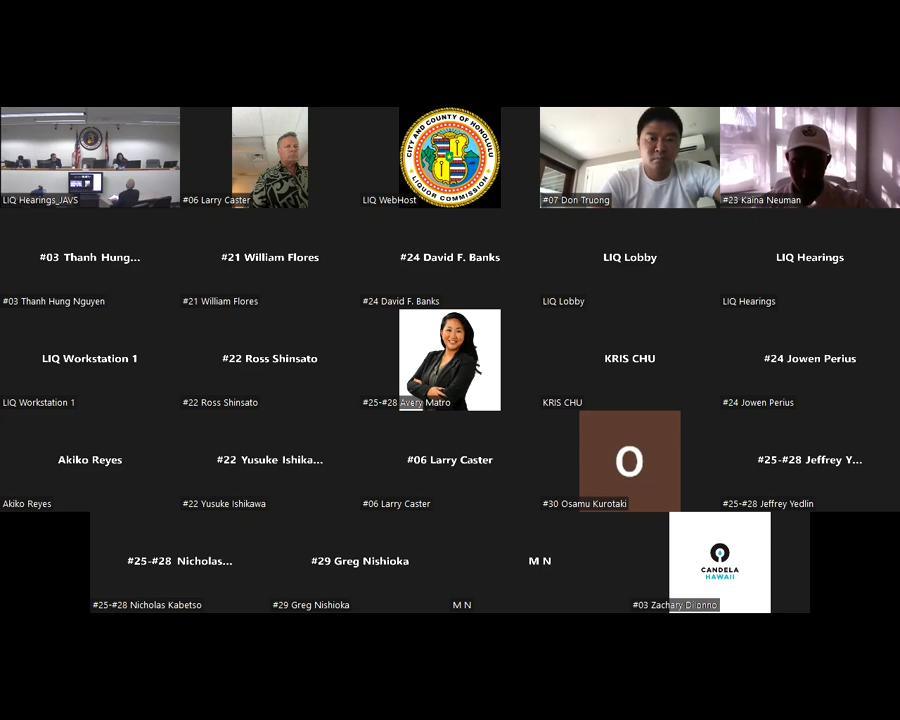 CITY AND COUNTY OF HONOLULU
LIQUOR COMMISSION
LIQ Hearings_JAVS
#06 Larry Caster
LIQ WebHost
#07 Don Truong
#23 Kaina Neuman
#03 Thanh Hung...
#21 William Flores
#24 David F. Banks
LIQ Lobby
LIQ Hearings
#03 Thanh Hung Nguyen
#21 William Flores
#24 David F. Banks
LIQ Lobby
LIQ Hearings
LIQ Workstation 1
#22 Ross Shinsato
KRIS CHU
#24 Jowen Perius
LIQ Workstation 1
#22 Ross Shinsato
#25-#28 Avery Matro
KRIS CHU
#24 Jowen Perius
Akiko Reyes
#22 Yusuke Ishika...
#06 Larry Caster
O
#25-#28 Jeffrey Y...
Akiko Reyes
#22 Yusuke Ishikawa
#06 Larry Caster
#30 Osamu Kurotaki
#25-#28 Jeffrey Yedlin
#25-#28 Nicholas...
#29 Greg Nishioka
M N
CANDELA
HAWAII
#25-#28 Nicholas Kabetso
#29 Greg Nishioka
M N
#03 Zachary DiIonno